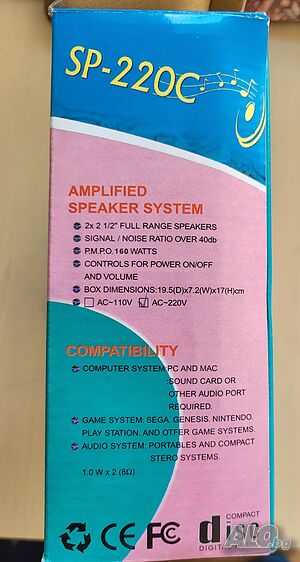 SP-220C
AMPLIFIED
SPEAKER SYSTEM
2x 2 1/2" FULL RANGE SPEAKERS
SIGNAL / NOISE RATIO OVER 40db
P.M.P.O. 160 WATTS
CONTROLS FOR POWER ON/OFF
AND VOLUME
BOX DIMENSIONS:19.5(D)x7.2(W)x17(H)cm
AC~110V AC~220V
COMPATIBILITY
COMPUTER SYSTEM:PC AND MAC
SOUND CARD OR
OTHER AUDIO PORT
REQUIRED.
GAME SYSTEM: SEGA. GENESIS. NINTENDO.
PLAY STATION. AND OTHER GAME SYSTEMS.
AUDIO SYSTEM: PORTABLES AND COMPACT
STERO SYSTEMS.
1.0 W x 2 (8Ω)
CE FC
COMPACT
disc
DIGITAL
ALO.bg